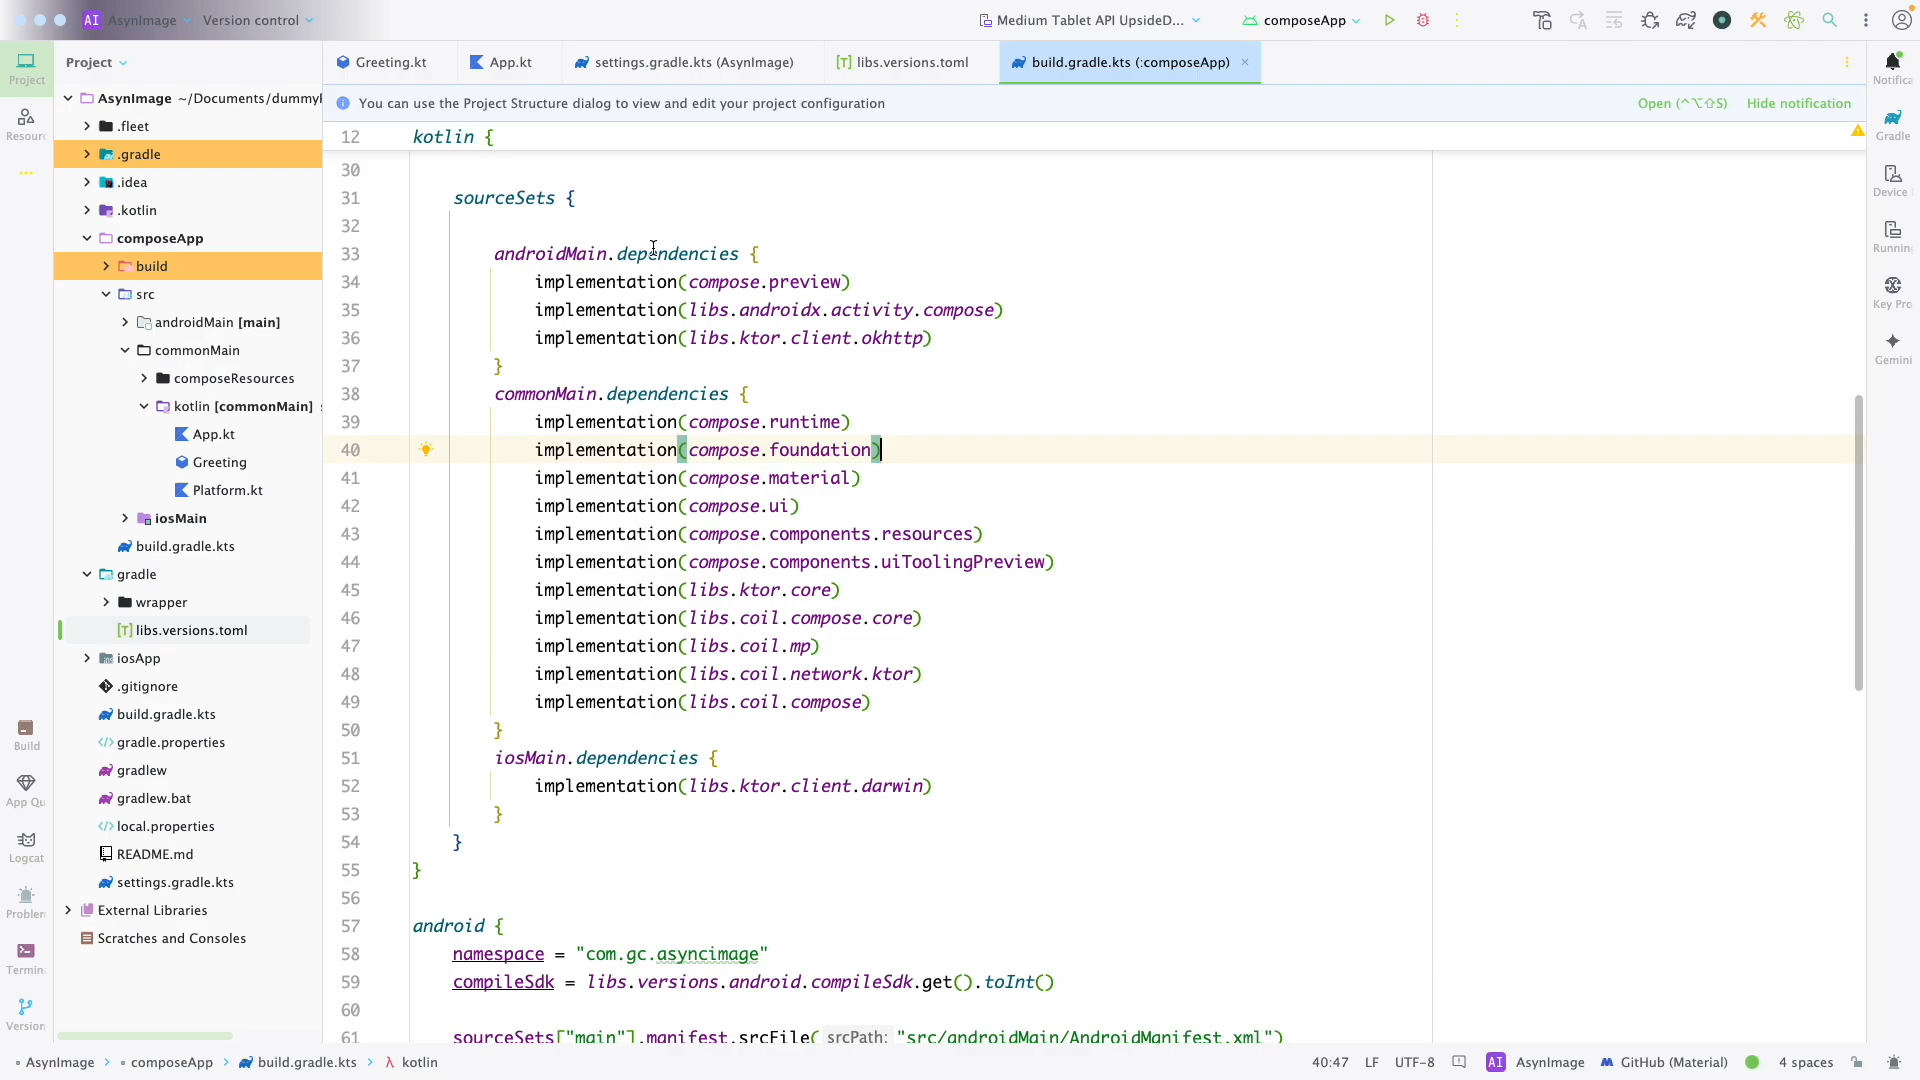 AI AsynImage Version control Medium Tablet API UpsideD... composeApp
Project
Resour
Build
App Qu
Logcat
Problem
Termin
Version
Project
AsynImage ~/Documents/dummy
.fleet
.gradle
.idea
.kotlin
composeApp
build
src
androidMain [main]
commonMain
composeResources
kotlin [commonMain]
App.kt
Greeting
Platform.kt
iosMain
build.gradle.kts
gradle
wrapper
[T] libs.versions.toml
iosApp
.gitignore
build.gradle.kts
</> gradle.properties
gradlew
gradlew.bat
</> local.properties
README.md
settings.gradle.kts
External Libraries
Scratches and Consoles
Greeting.kt App.kt settings.gradle.kts (AsynImage) [T] libs.versions.toml build.gradle.kts (:composeApp) ×
You can use the Project Structure dialog to view and edit your project configuration Open (^⌥⇧S) Hide notification
12 kotlin {
30
31 sourceSets {
32
33 androidMain.dependencies {
34 implementation(compose.preview)
35 implementation(libs.androidx.activity.compose)
36 implementation(libs.ktor.client.okhttp)
37 }
38 commonMain.dependencies {
39 implementation(compose.runtime)
40 implementation(compose.foundation)
41 implementation(compose.material)
42 implementation(compose.ui)
43 implementation(compose.components.resources)
44 implementation(compose.components.uiToolingPreview)
45 implementation(libs.ktor.core)
46 implementation(libs.coil.compose.core)
47 implementation(libs.coil.mp)
48 implementation(libs.coil.network.ktor)
49 implementation(libs.coil.compose)
50 }
51 iosMain.dependencies {
52 implementation(libs.ktor.client.darwin)
53 }
54 }
55 }
56
57 android {
58 namespace = "com.gc.asyncimage"
59 compileSdk = libs.versions.android.compileSdk.get().toInt()
60
61 sourceSets["main"].manifest.srcFile( srcPath: "src/androidMain/AndroidManifest.xml")
Notifica
Gradle
Device
Runnin
Key Pro
Gemini
AsynImage > composeApp > build.gradle.kts > λ kotlin 40:47 LF UTF-8 AI AsynImage GitHub (Material) 4 spaces